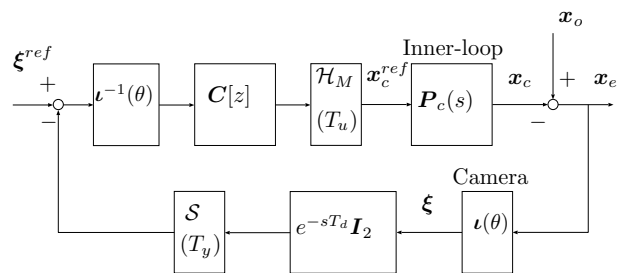 Inner-loop
x_o
ξ^{ref}
+
−
ι^{-1}(θ)
C[z]
ℋ_M
(T_u)
x_c^{ref}
P_c(s)
x_c
+
−
x_e
Camera
𝒮
(T_y)
e^{-sT_d} I_2
ξ
ι(θ)